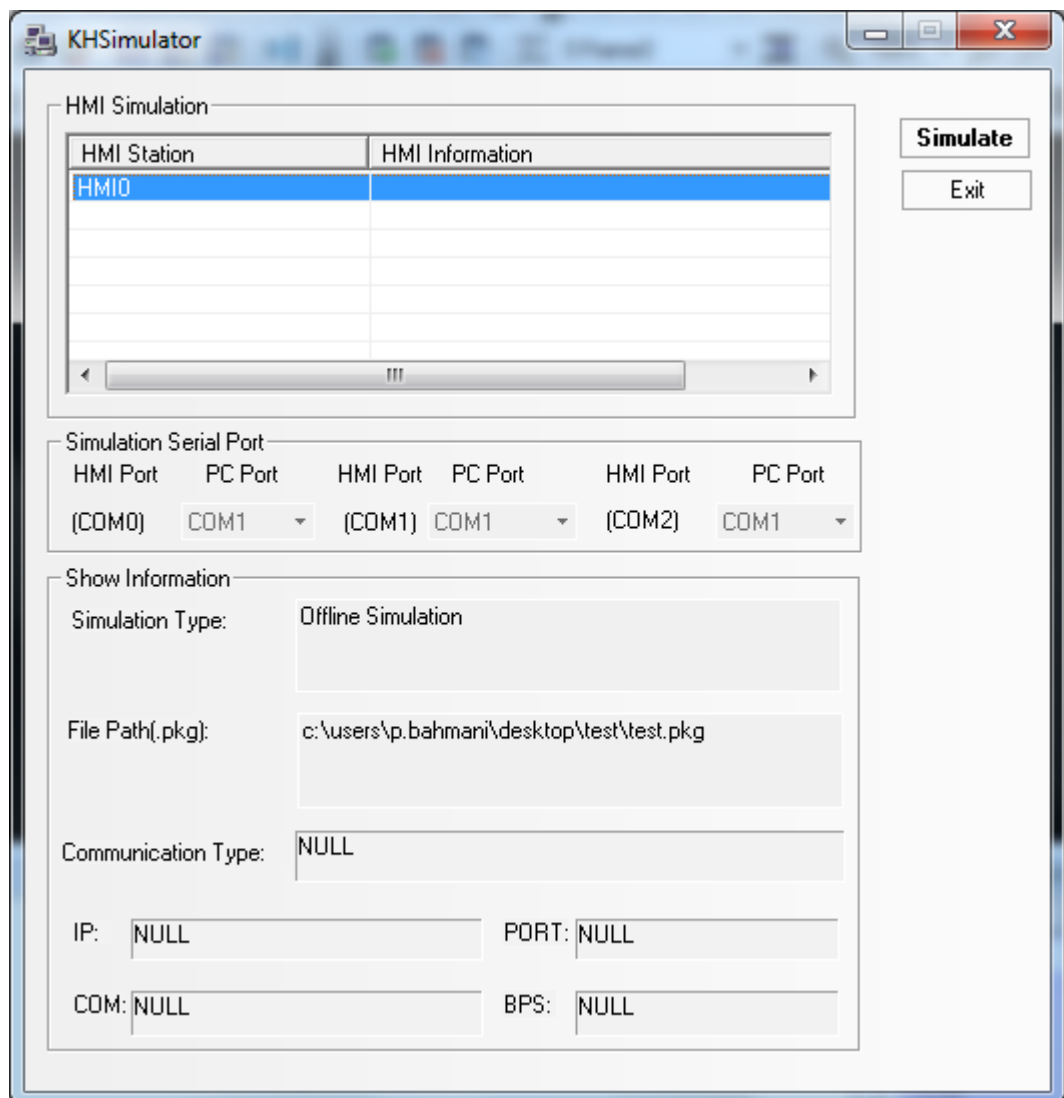 KHSimulator
HMI Simulation
HMI Station HMI Information
HMI0
Simulate
Exit
Simulation Serial Port
HMI Port PC Port HMI Port PC Port HMI Port PC Port
(COM0) COM1 (COM1) COM1 (COM2) COM1
Show Information
Simulation Type: Offline Simulation
File Path(.pkg): c:\users\p.bahmani\desktop\test\test.pkg
Communication Type: NULL
IP: NULL PORT: NULL
COM: NULL BPS: NULL